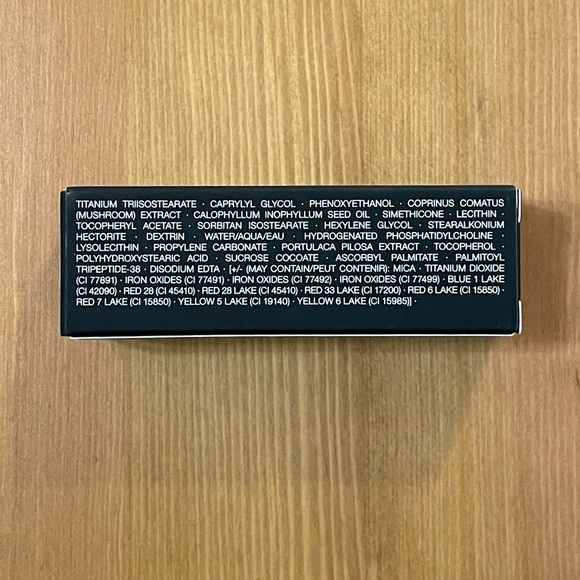 TITANIUM TRIISOSTEARATE · CAPRYLYL GLYCOL · PHENOXYETHANOL · COPRINUS COMATUS
(MUSHROOM) EXTRACT · CALOPHYLLUM INOPHYLLUM SEED OIL · SIMETHICONE · LECITHIN ·
TOCOPHERYL ACETATE · SORBITAN ISOSTEARATE · HEXYLENE GLYCOL · STEARALKONIUM
HECTORITE · DEXTRIN · WATER/AQUA/EAU · HYDROGENATED PHOSPHATIDYLCHOLINE ·
LYSOLECITHIN · PROPYLENE CARBONATE · PORTULACA PILOSA EXTRACT · TOCOPHEROL ·
POLYHYDROXYSTEARIC ACID · SUCROSE COCOATE · ASCORBYL PALMITATE · PALMITOYL
TRIPEPTIDE-38 · DISODIUM EDTA · [+/- (MAY CONTAIN/PEUT CONTENIR): MICA · TITANIUM DIOXIDE
(CI 77891) · IRON OXIDES (CI 77491) · IRON OXIDES (CI 77492) · IRON OXIDES (CI 77499) · BLUE 1 LAKE
(CI 42090) · RED 28 (CI 45410) · RED 28 LAKE (CI 45410) · RED 33 LAKE (CI 17200) · RED 6 LAKE (CI 15850) ·
RED 7 LAKE (CI 15850) · YELLOW 5 LAKE (CI 19140) · YELLOW 6 LAKE (CI 15985)] ·